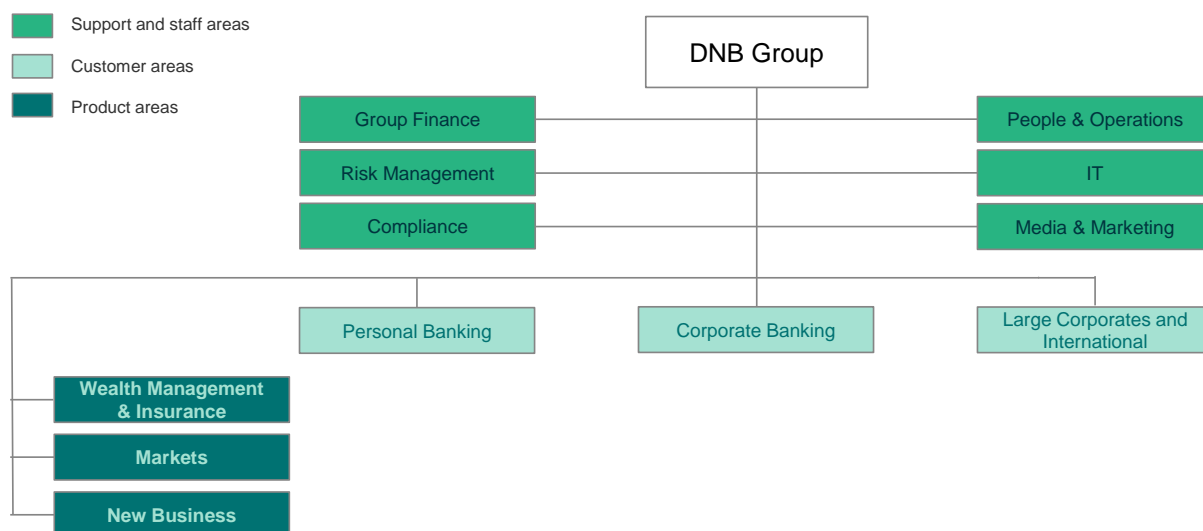 Support and staff areas
Customer areas
Product areas
DNB Group
Group Finance
People & Operations
Risk Management
IT
Compliance
Media & Marketing
Personal Banking
Corporate Banking
Large Corporates and
International
Wealth Management
& Insurance
Markets
New Business